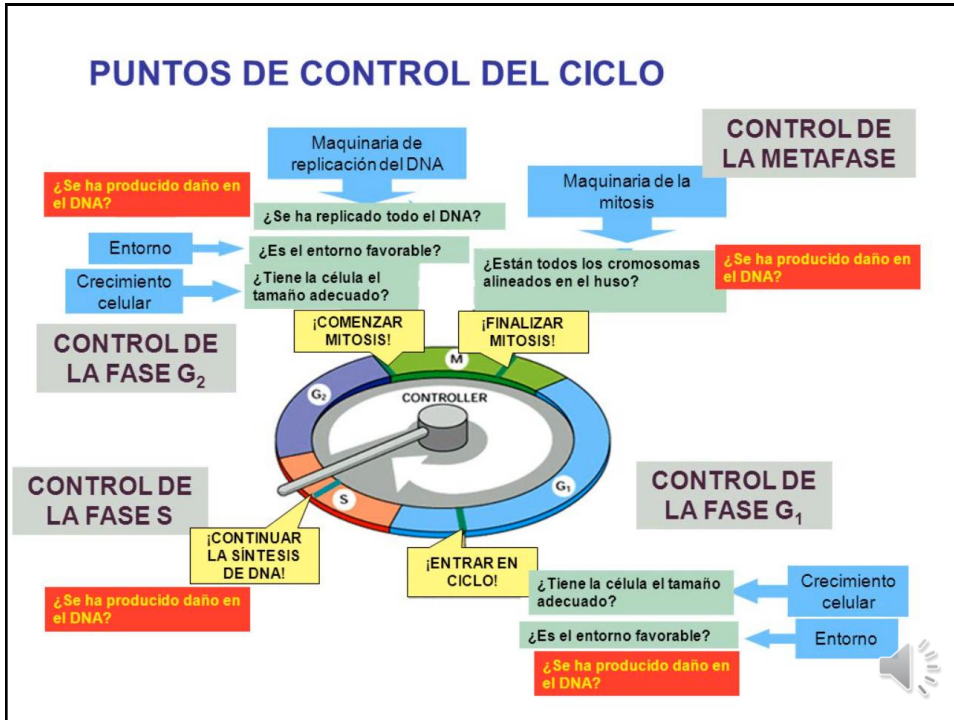 PUNTOS DE CONTROL DEL CICLO
CONTROL DE
LA METAFASE
Maquinaria de
replicación del DNA
Maquinaria de la
mitosis
¿Se ha producido daño en
el DNA?
¿Se ha replicado todo el DNA?
Entorno
¿Es el entorno favorable?
Crecimiento
celular
¿Tiene la célula el
tamaño adecuado?
¿Están todos los cromosomas
alineados en el huso?
¿Se ha producido daño en
el DNA?
¡COMENZAR
MITOSIS!
¡FINALIZAR
MITOSIS!
CONTROL DE
LA FASE G2
M
G2
CONTROLLER
G1
S
CONTROL DE
LA FASE S
CONTROL DE
LA FASE G1
¡CONTINUAR
LA SÍNTESIS
DE DNA!
¡ENTRAR EN
CICLO!
¿Se ha producido daño en
el DNA?
¿Tiene la célula el tamaño
adecuado?
Crecimiento
celular
¿Es el entorno favorable?
Entorno
¿Se ha producido daño en
el DNA?